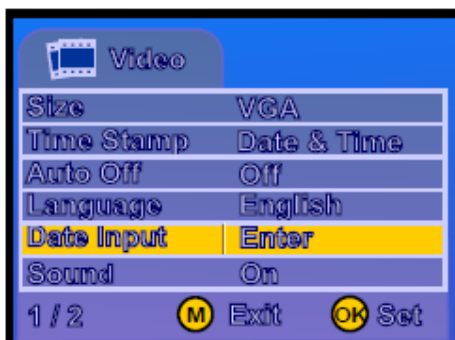 Video
Size VGA
Time Stamp Date & Time
Auto Off Off
Language English
Date Input Enter
Sound On
1 / 2 M Exit OK Set